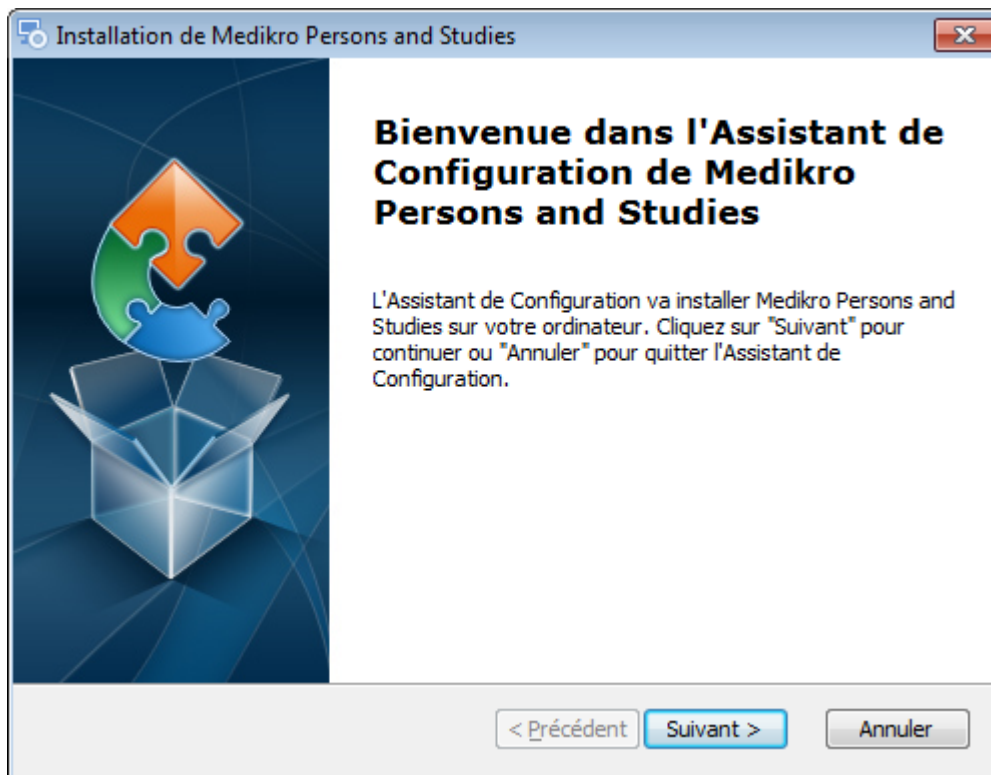 Installation de Medikro Persons and Studies
Bienvenue dans l'Assistant de
Configuration de Medikro
Persons and Studies
L'Assistant de Configuration va installer Medikro Persons and
Studies sur votre ordinateur. Cliquez sur "Suivant" pour
continuer ou "Annuler" pour quitter l'Assistant de
Configuration.
< Précédent Suivant > Annuler